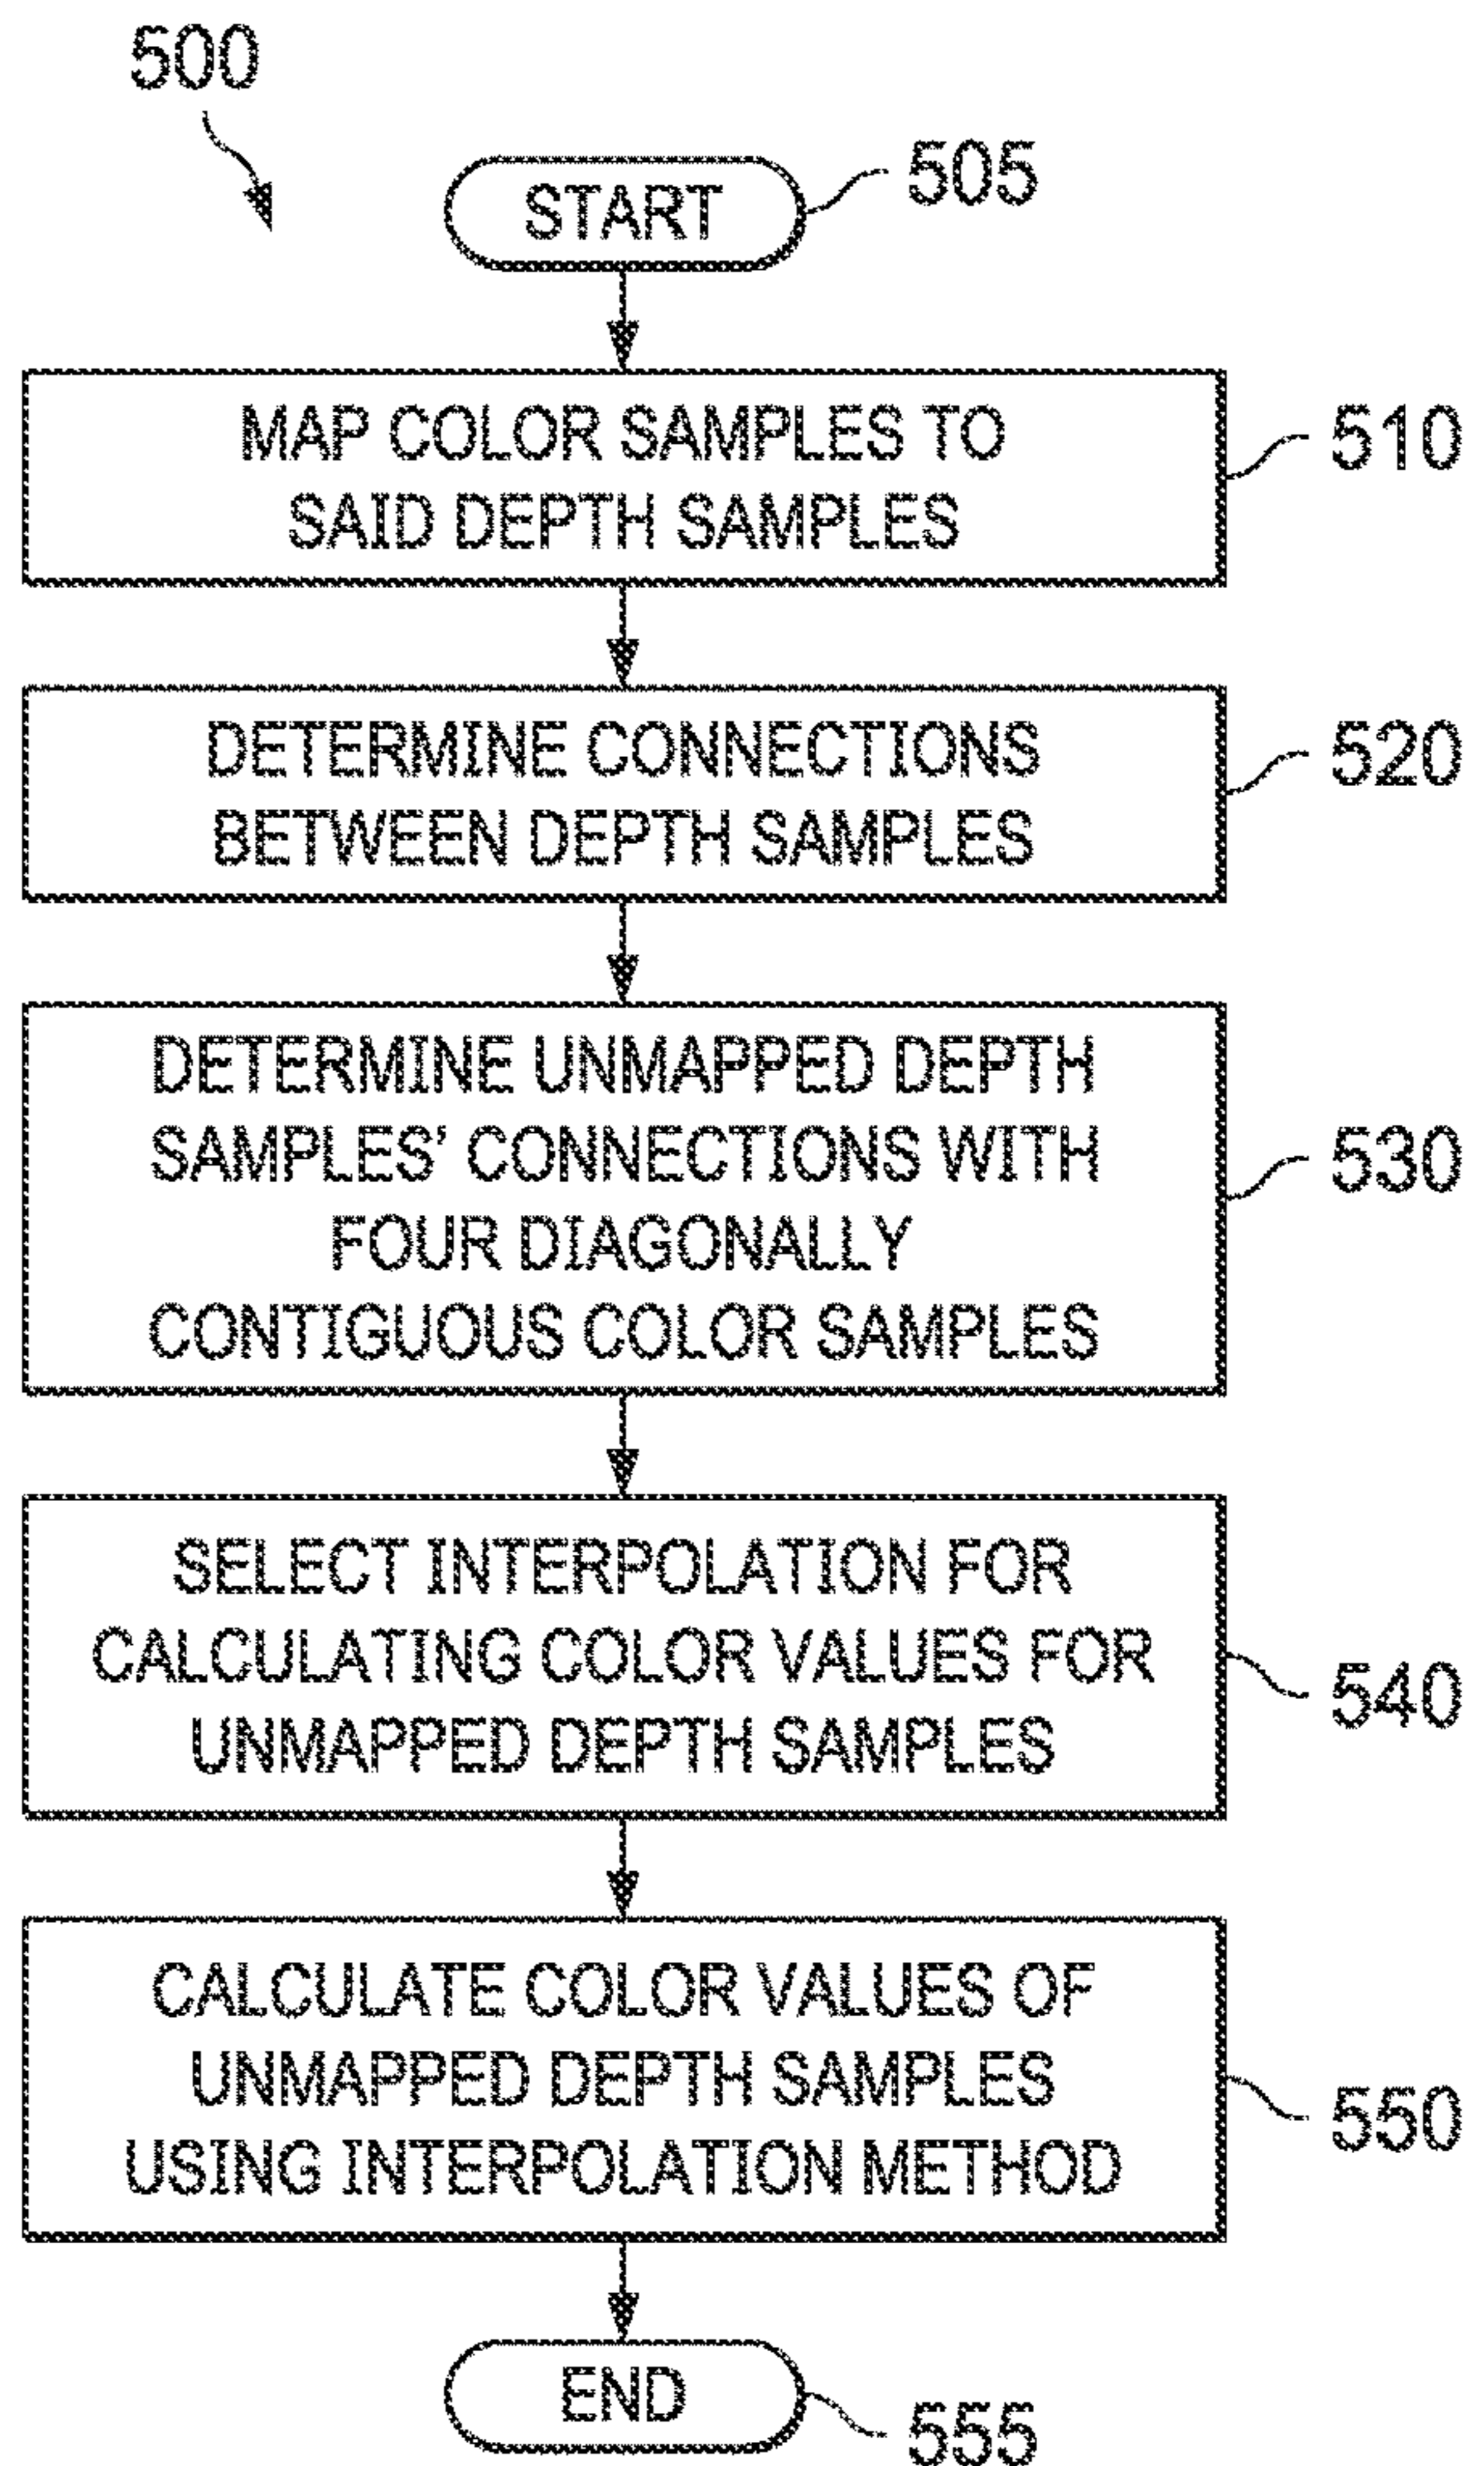 500
START
505
MAP COLOR SAMPLES TO
SAID DEPTH SAMPLES
510
DETERMINE CONNECTIONS
BETWEEN DEPTH SAMPLES
520
DETERMINE UNMAPPED DEPTH
SAMPLES' CONNECTIONS WITH
FOUR DIAGONALLY
CONTIGUOUS COLOR SAMPLES
530
SELECT INTERPOLATION FOR
CALCULATING COLOR VALUES FOR
UNMAPPED DEPTH SAMPLES
540
CALCULATE COLOR VALUES OF
UNMAPPED DEPTH SAMPLES
USING INTERPOLATION METHOD
550
END
555